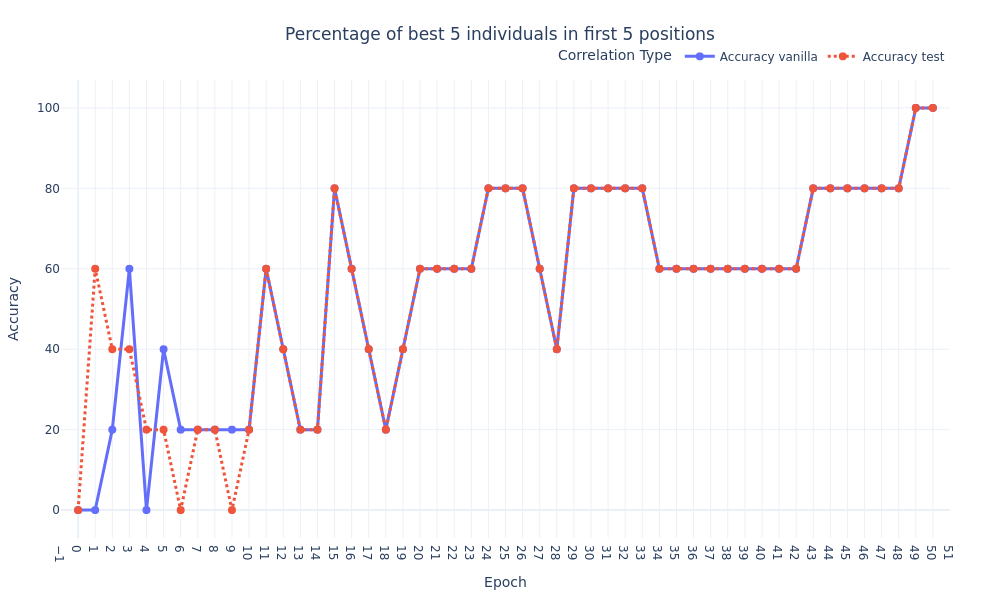 Percentage of best 5 individuals in first 5 positions
Correlation Type Accuracy vanilla Accuracy test
100
80
60
40
20
0
Accuracy
−1 0 1 2 3 4 5 6 7 8 9 10 11 12 13 14 15 16 17 18 19 20 21 22 23 24 25 26 27 28 29 30 31 32 33 34 35 36 37 38 39 40 41 42 43 44 45 46 47 48 49 50 51
Epoch